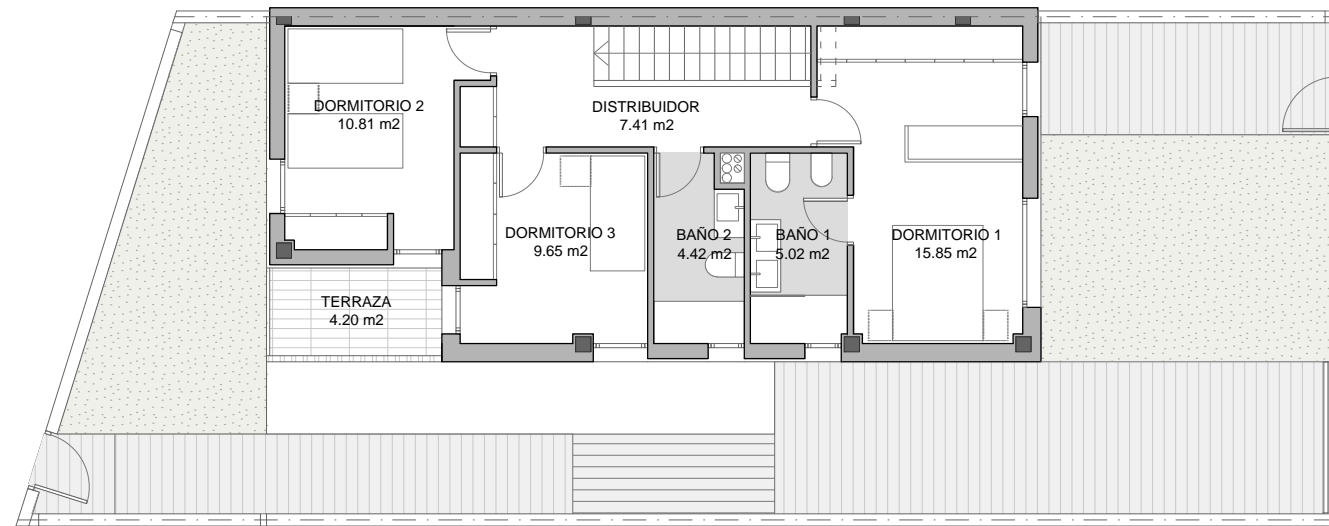 DORMITORIO 2
10.81 m2
DISTRIBUIDOR
7.41 m2
DORMITORIO 3
9.65 m2
BAÑO 2
4.42 m2
BAÑO 1
5.02 m2
DORMITORIO 1
15.85 m2
TERRAZA
4.20 m2